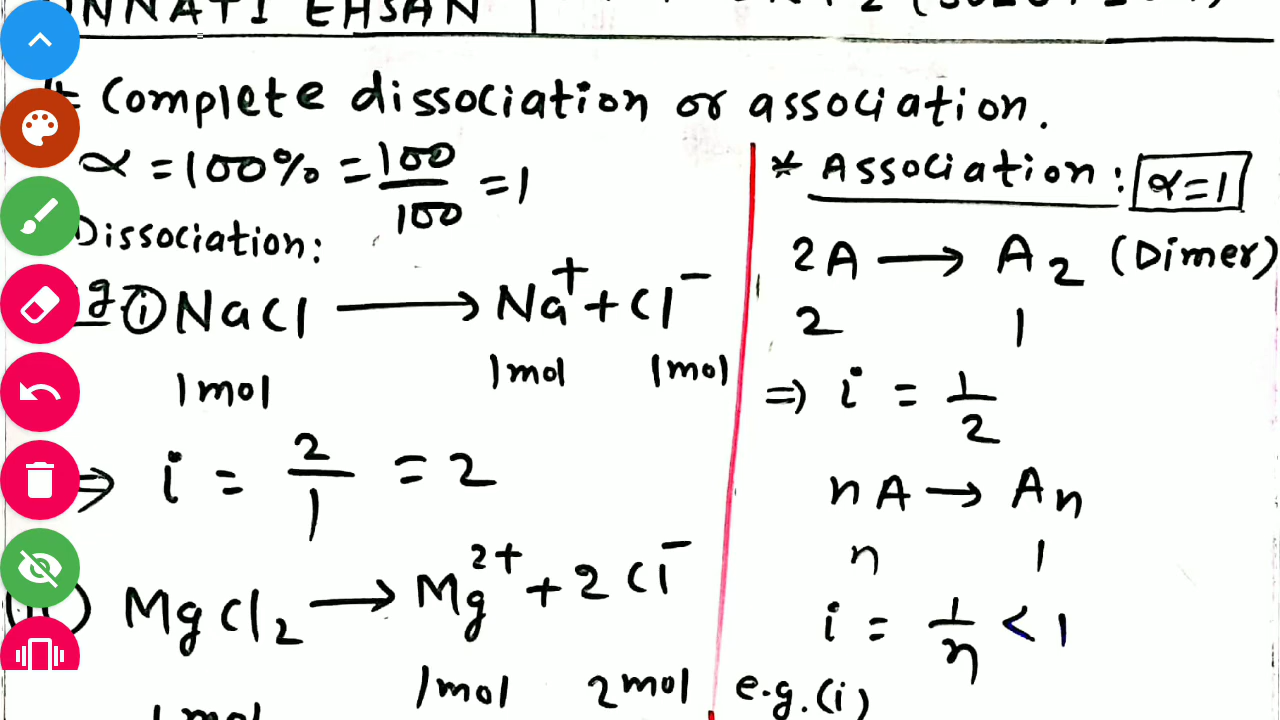 NNATI EHSAN
Complete dissociation or association.
α = 100% = 100/100 = 1
Dissociation:
g ① NaCl ⟶ Na⁺ + Cl⁻
1mol 1mol 1mol
⇒ i = 2/1 = 2
MgCl₂ ⟶ Mg²⁺ + 2Cl⁻
1mol 2mol
1mol
* Association: α=1
2A ⟶ A₂ (Dimer)
2 1
⇒ i = 1/2
nA ⟶ Aₙ
n 1
i = 1/n < 1
e.g.(i)